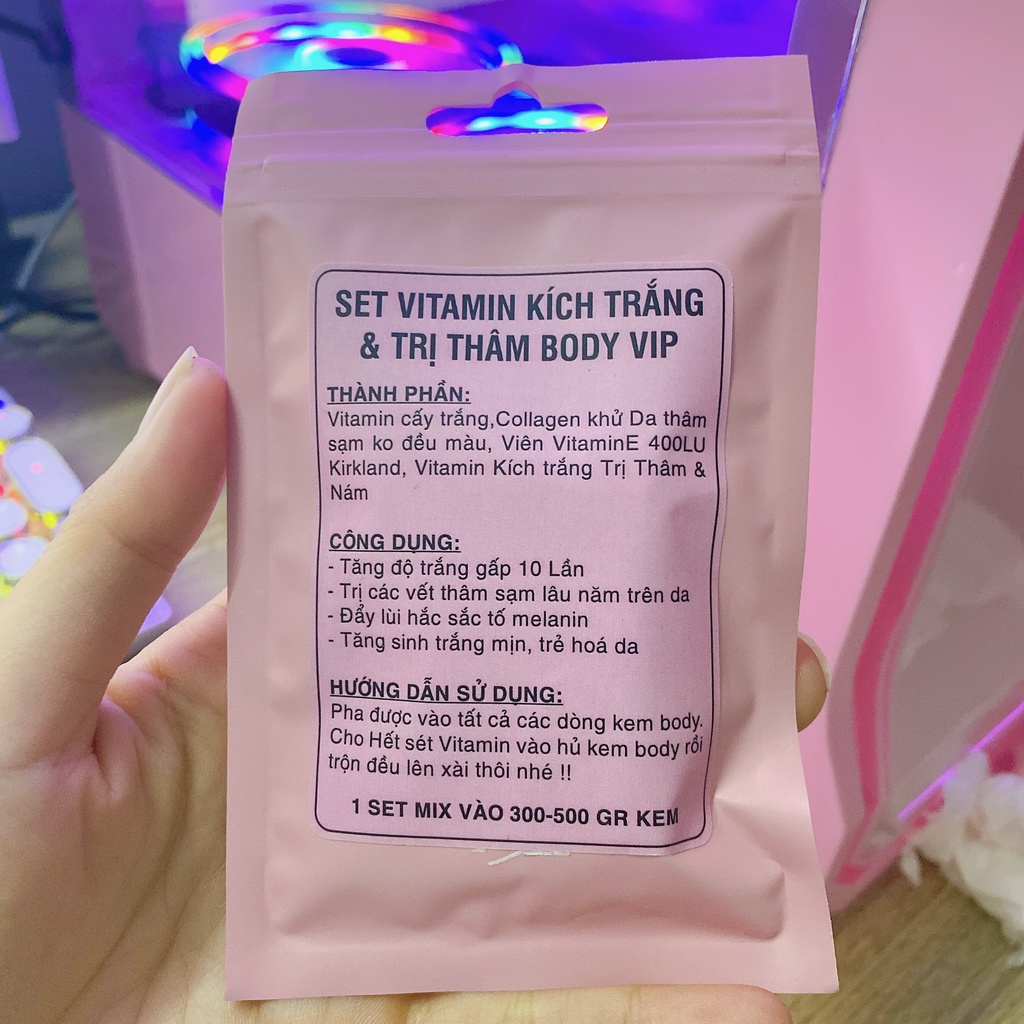 SET VITAMIN KÍCH TRẮNG
& TRỊ THÂM BODY VIP
THÀNH PHẦN:
Vitamin cấy trắng,Collagen khử Da thâm
sạm ko đều màu, Viên VitaminE 400LU
Kirkland, Vitamin Kích trắng Trị Thâm &
Nám
CÔNG DỤNG:
- Tăng độ trắng gấp 10 Lần
- Trị các vết thâm sạm lâu năm trên da
- Đẩy lùi hắc sắc tố melanin
- Tăng sinh trắng mịn, trẻ hoá da
HƯỚNG DẪN SỬ DỤNG:
Pha được vào tất cả các dòng kem body.
Cho Hết sét Vitamin vào hủ kem body rồi
trộn đều lên xài thôi nhé !!
1 SET MIX VÀO 300-500 GR KEM